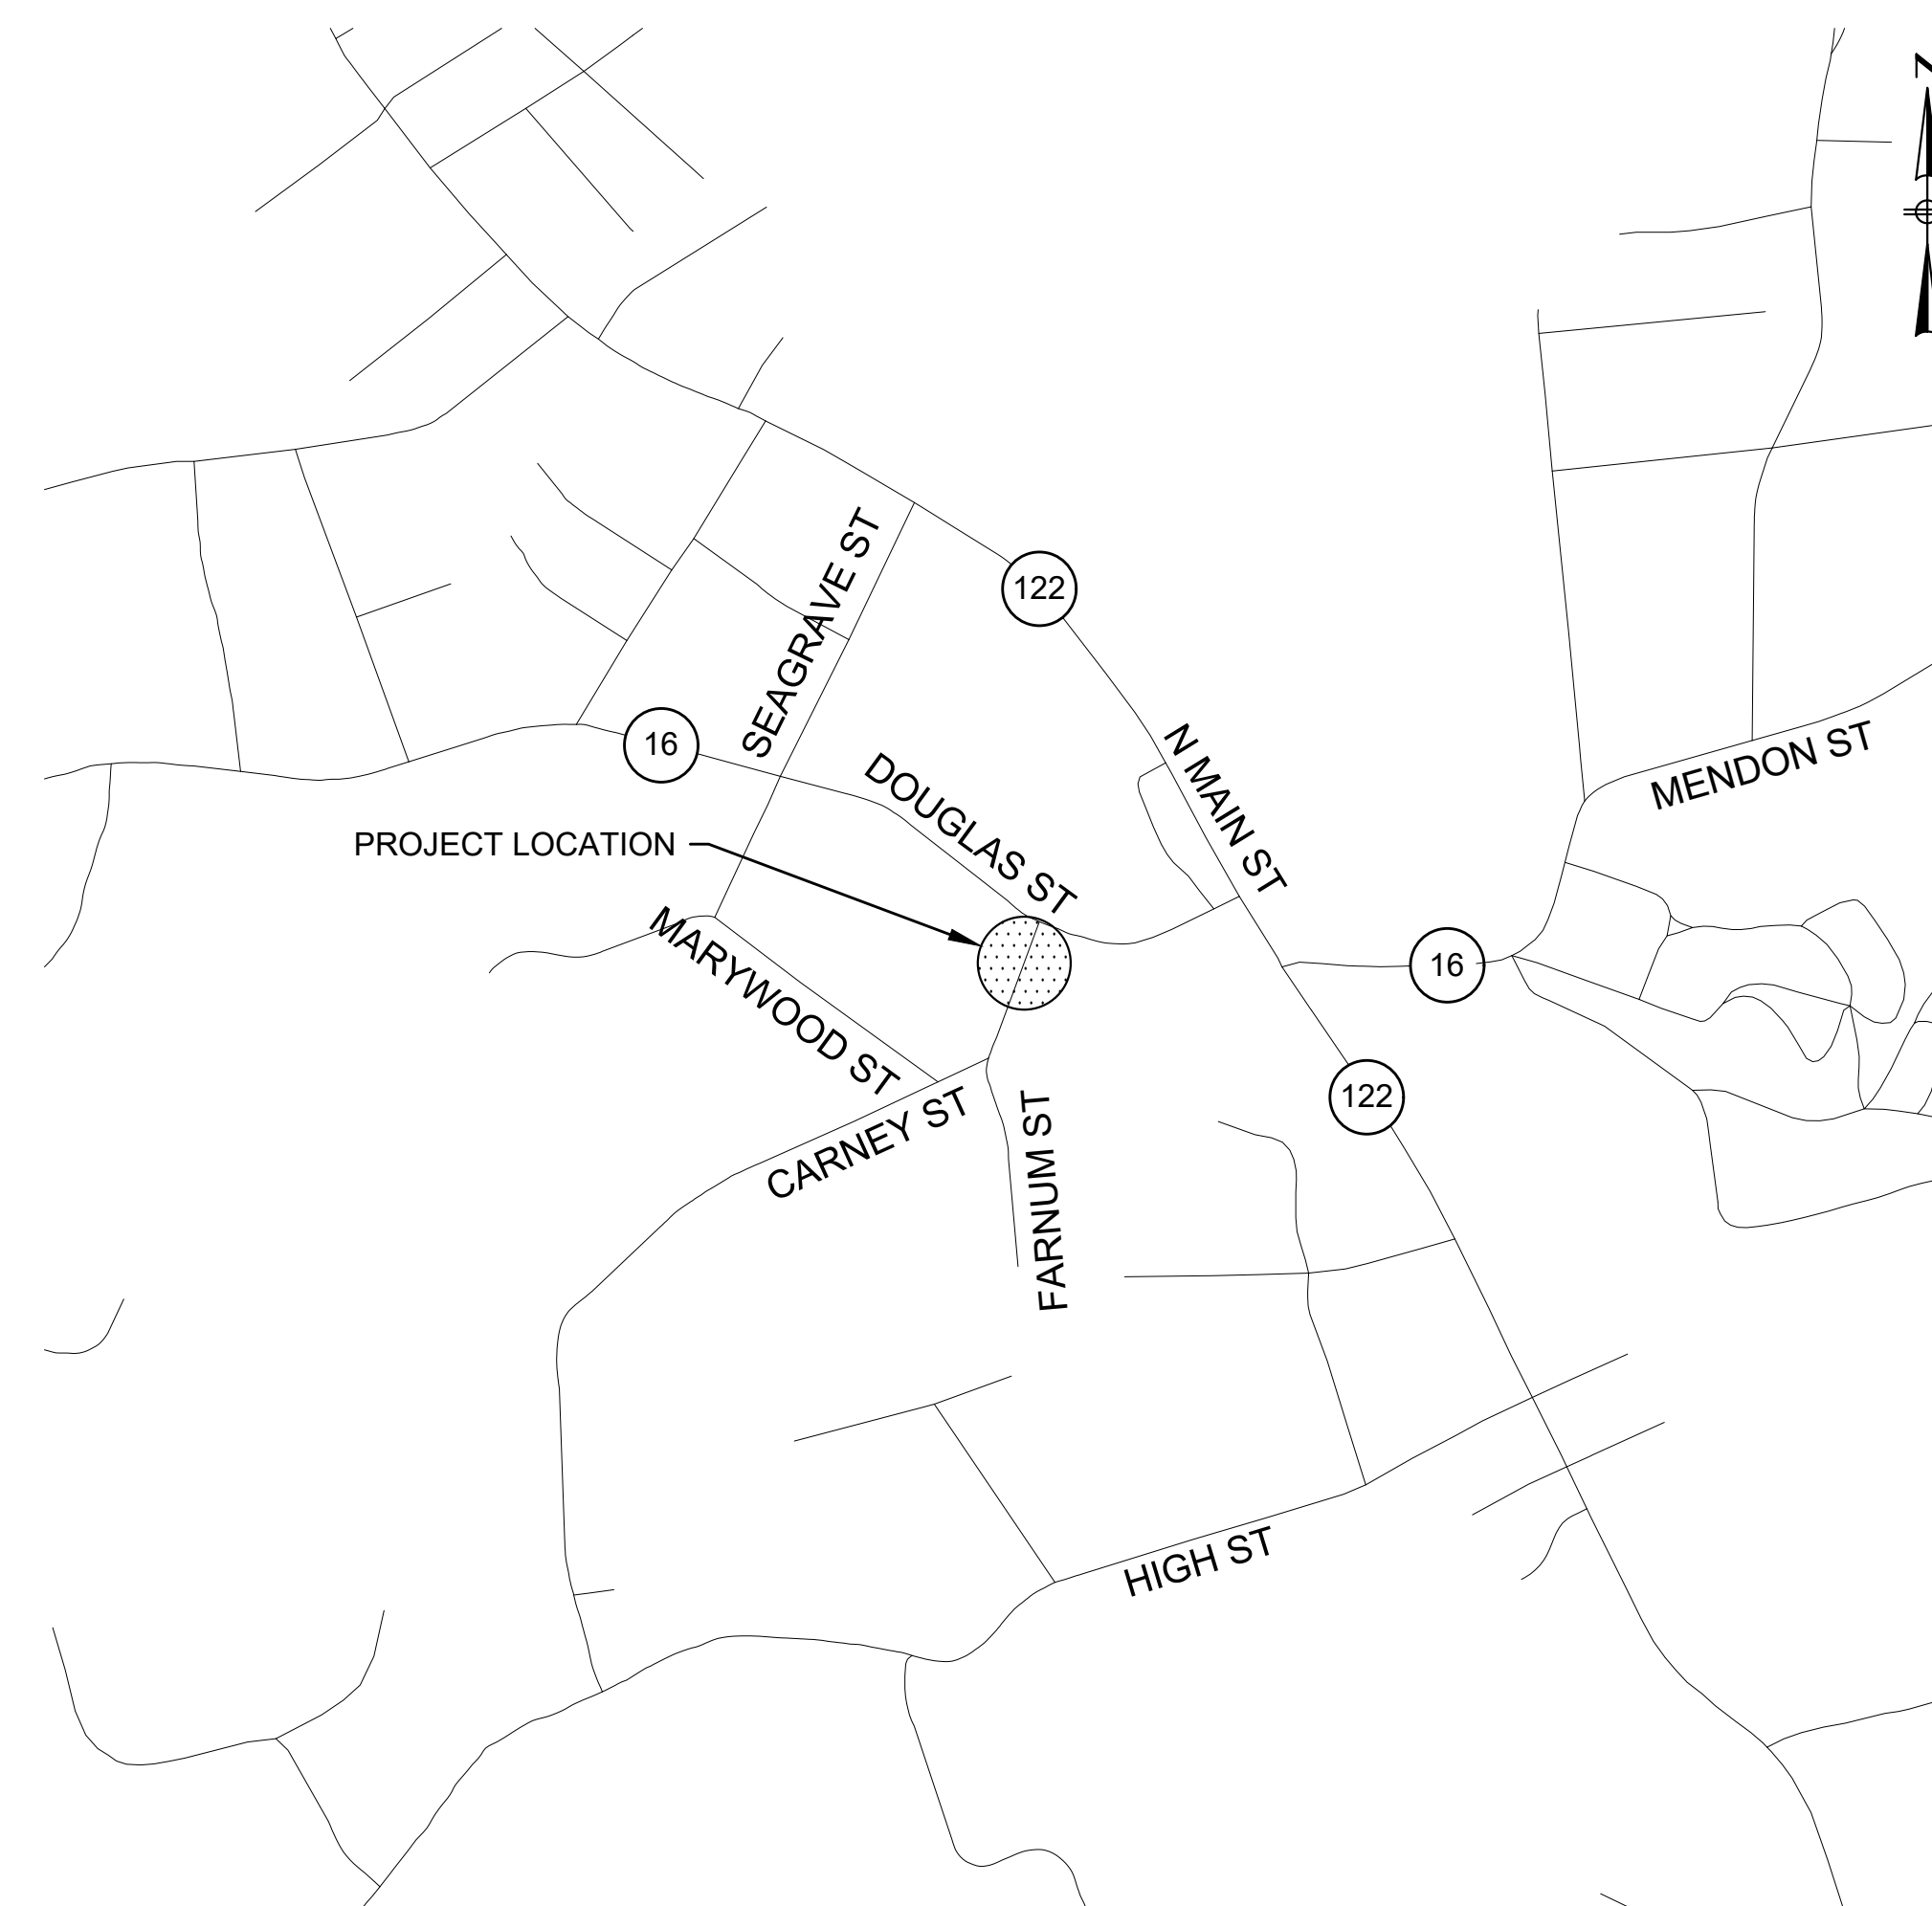 N
SEAGRAVE ST
122
16
DOUGLAS ST
N MAIN ST
MENDON ST
PROJECT LOCATION
MARYWOOD ST
16
CARNEY ST
FARNUM ST
122
HIGH ST